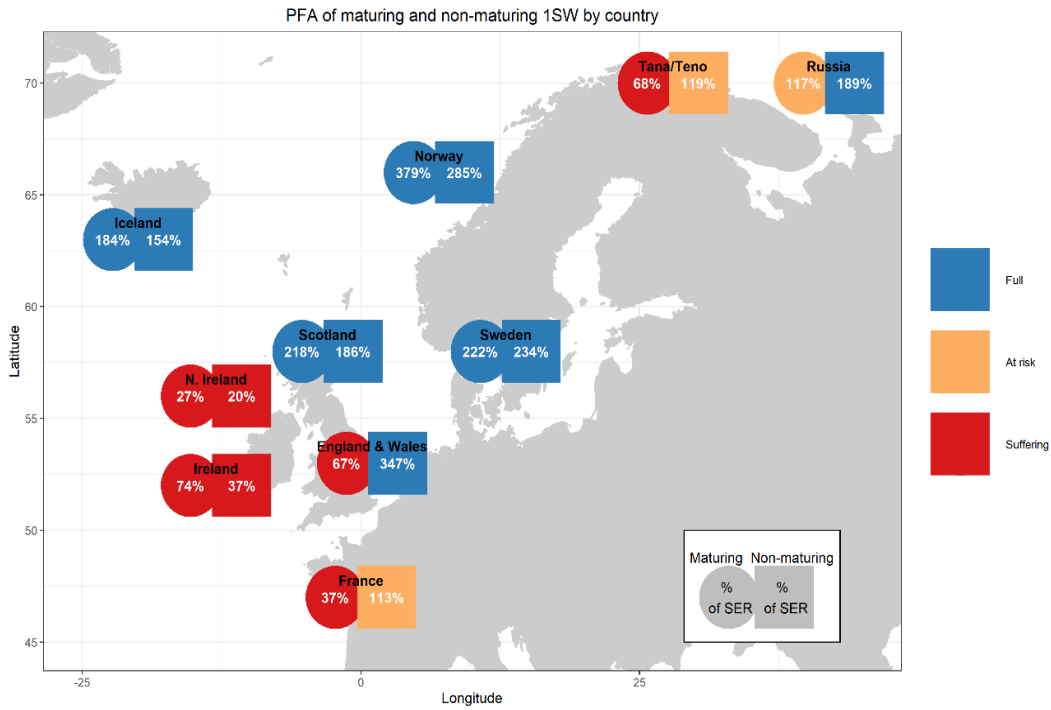 PFA of maturing and non-maturing 1SW by country
70
65
60
55
50
45
Latitude
-25
0
25
Longitude
Tana/Teno
68% 119%
Russia
117% 189%
Norway
379% 285%
Iceland
184% 154%
Scotland
218% 186%
Sweden
222% 234%
N. Ireland
27% 20%
England & Wales
67% 347%
Ireland
74% 37%
France
37% 113%
Maturing Non-maturing
% %
of SER of SER
Full
At risk
Suffering